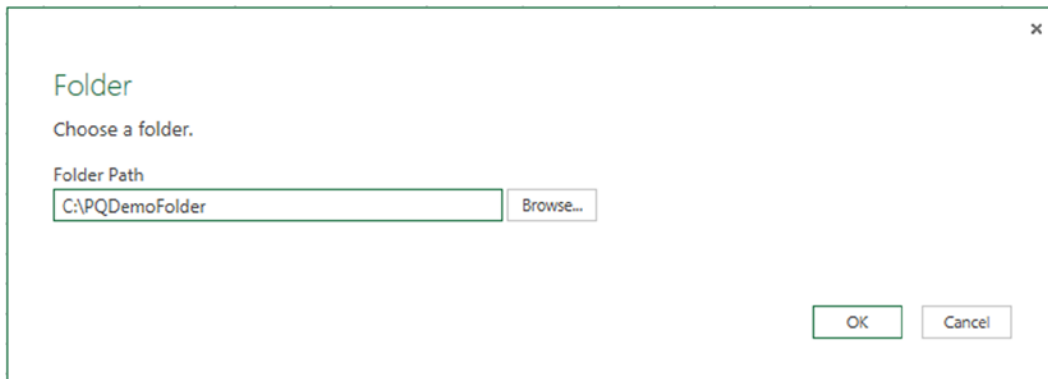 ×
Folder
Choose a folder.
Folder Path
C:\PQDemoFolder Browse...
OK Cancel